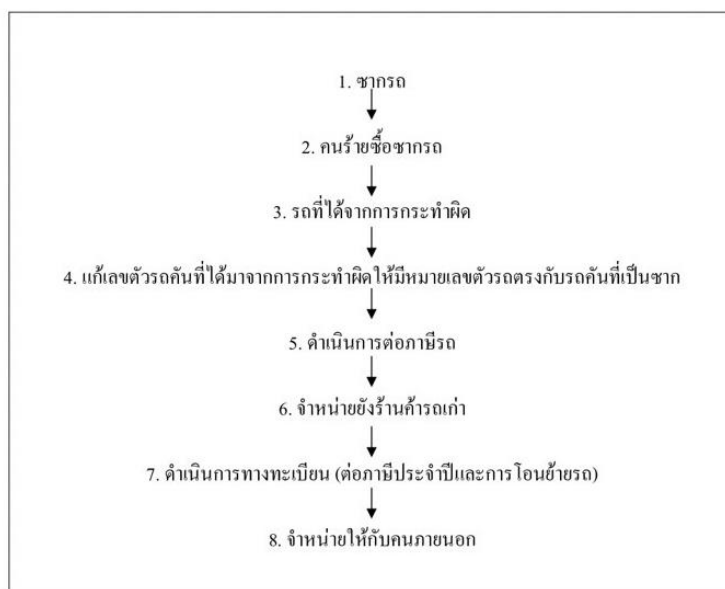 1. ซากรถ
2. คนร้ายซื้อซากรถ
3. รถที่ได้จากการกระทำผิด
4. แก้เลขตัวรถคันที่ได้มาจากการกระทำผิดให้มีหมายเลขตัวรถตรงกับรถคันที่เป็นซาก
5. ดำเนินการต่อภาษีรถ
6. จำหน่ายยังร้านค้ารถเก่า
7. ดำเนินการทางทะเบียน (ต่อภาษีประจำปีและการโอนย้ายรถ)
8. จำหน่ายให้กับคนภายนอก